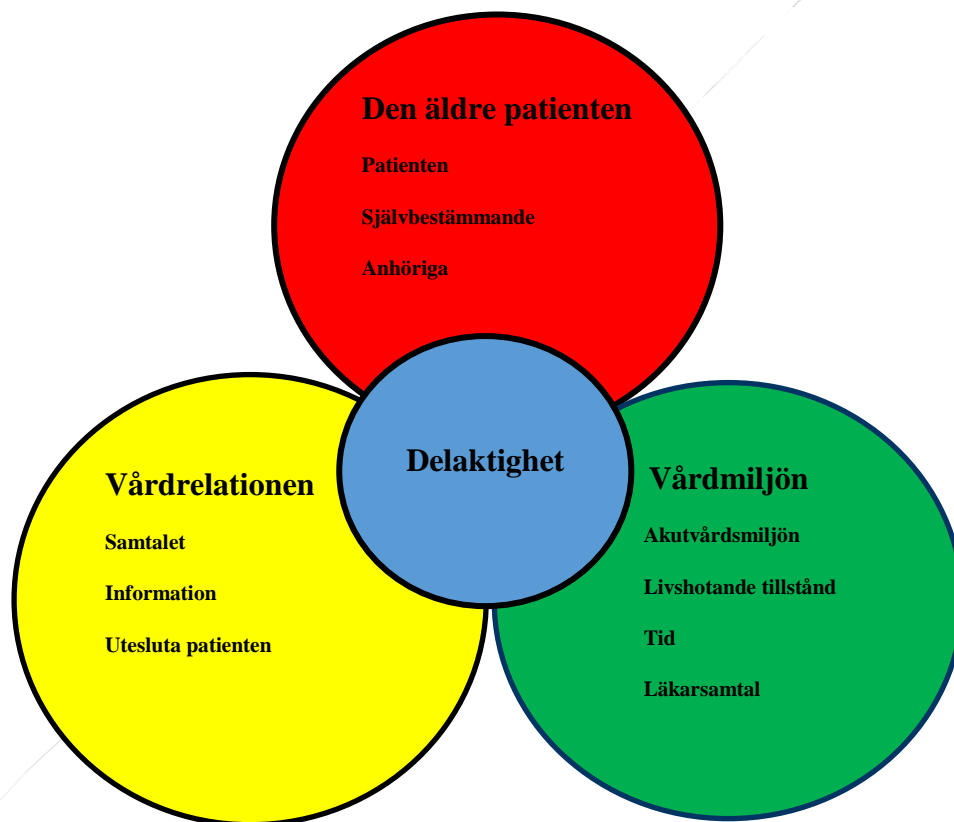 Den äldre patienten
Patienten
Självbestämmande
Anhöriga
Delaktighet
Vårdrelationen
Samtalet
Information
Utesluta patienten
Vårdmiljön
Akutvårdsmiljön
Livshotande tillstånd
Tid
Läkarsamtal